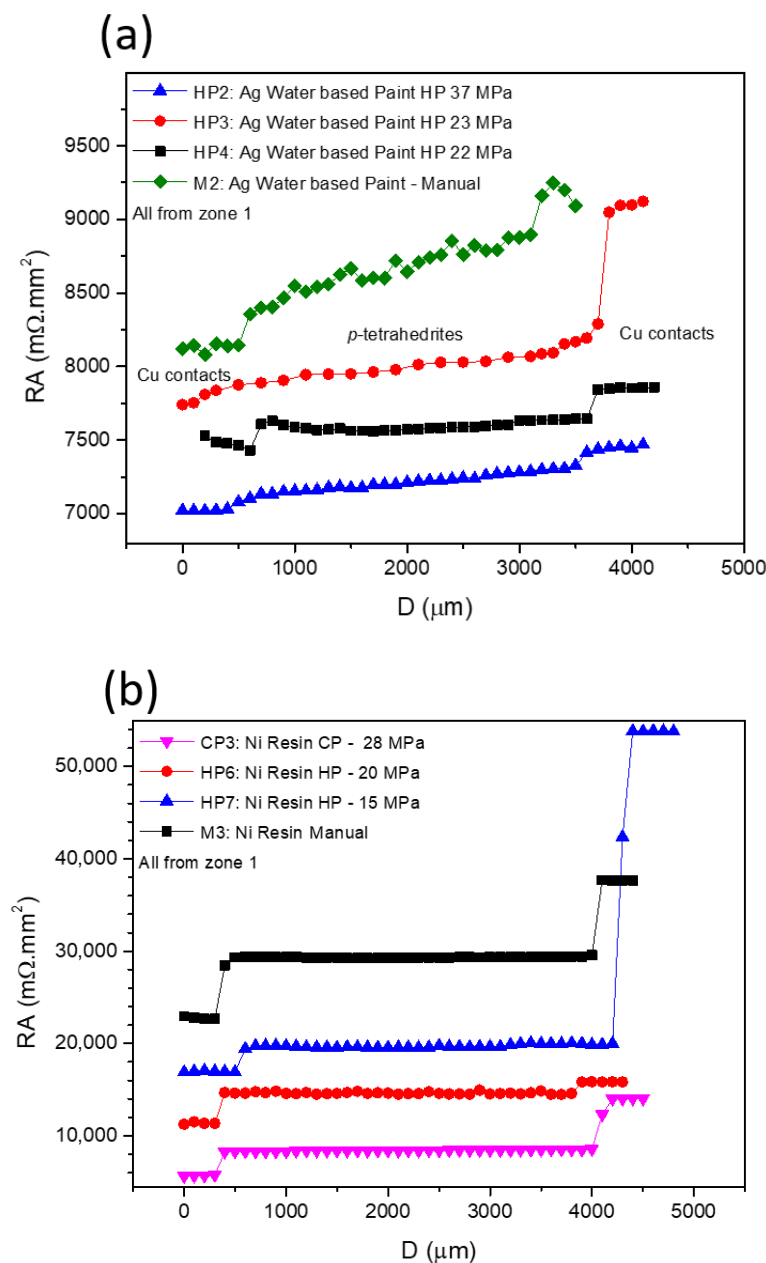 (a)
HP2: Ag Water based Paint HP 37 MPa
HP3: Ag Water based Paint HP 23 MPa
HP4: Ag Water based Paint HP 22 MPa
M2: Ag Water based Paint - Manual
All from zone 1
9500
9000
8500
8000
7500
7000
RA (mΩ.mm²)
Cu contacts
p-tetrahedrites
Cu contacts
0 1000 2000 3000 4000 5000
D (μm)
(b)
CP3: Ni Resin CP - 28 MPa
HP6: Ni Resin HP - 20 MPa
HP7: Ni Resin HP - 15 MPa
M3: Ni Resin Manual
All from zone 1
50,000
40,000
30,000
20,000
10,000
RA (mΩ.mm²)
0 1000 2000 3000 4000 5000
D (μm)